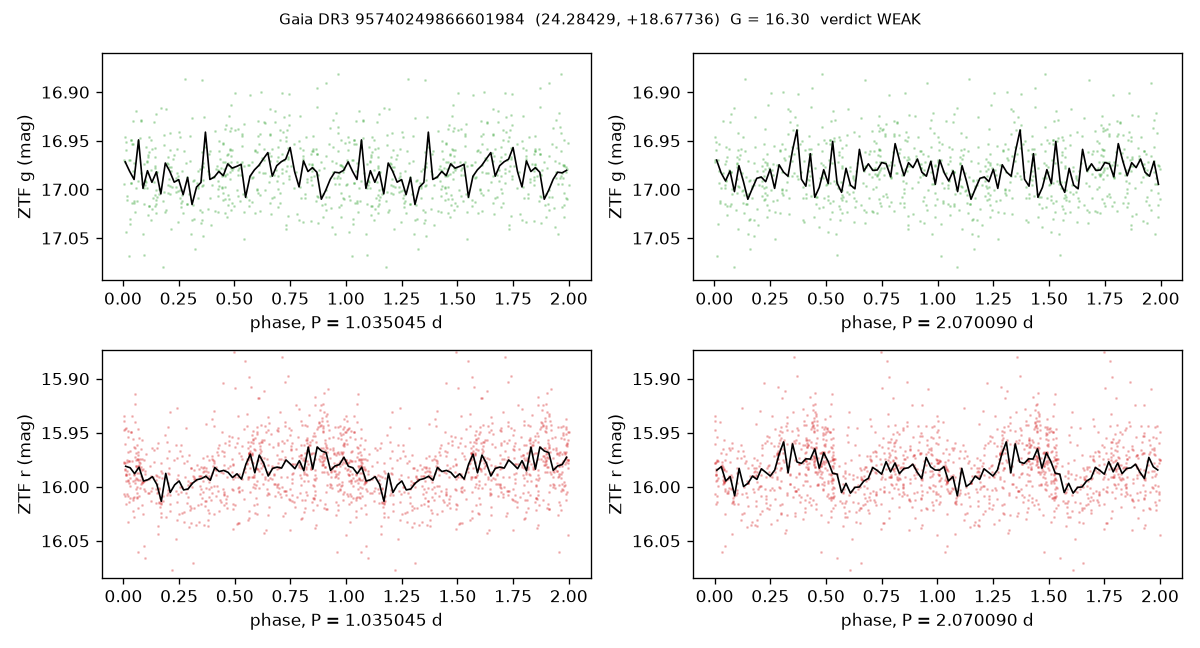 Gaia DR3 95740249866601984 (24.28429, +18.67736) G = 16.30 verdict WEAK
ZTF g (mag)
16.90
16.95
17.00
17.05
0.00 0.25 0.50 0.75 1.00 1.25 1.50 1.75 2.00
phase, P = 1.035045 d
ZTF g (mag)
16.90
16.95
17.00
17.05
0.00 0.25 0.50 0.75 1.00 1.25 1.50 1.75 2.00
phase, P = 2.070090 d
ZTF r (mag)
15.90
15.95
16.00
16.05
0.00 0.25 0.50 0.75 1.00 1.25 1.50 1.75 2.00
phase, P = 1.035045 d
ZTF r (mag)
15.90
15.95
16.00
16.05
0.00 0.25 0.50 0.75 1.00 1.25 1.50 1.75 2.00
phase, P = 2.070090 d